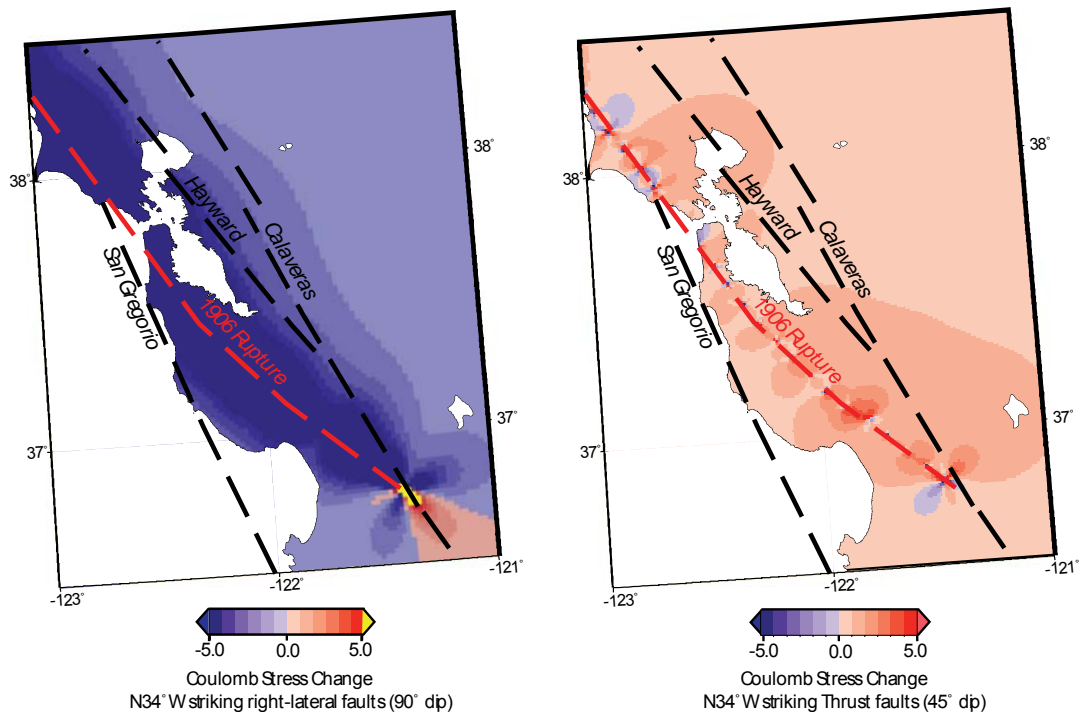 38°
38°
Hayward
Calaveras
San Gregorio
1906 Rupture
37°
37°
-123°
-122°
-121°
-5.0
0.0
5.0
Coulomb Stress Change
N34° W striking right-lateral faults (90° dip)
38°
38°
Hayward
Calaveras
San Gregorio
1906 Rupture
37°
37°
-123°
-122°
-121°
-5.0
0.0
5.0
Coulomb Stress Change
N34° W striking Thrust faults (45° dip)